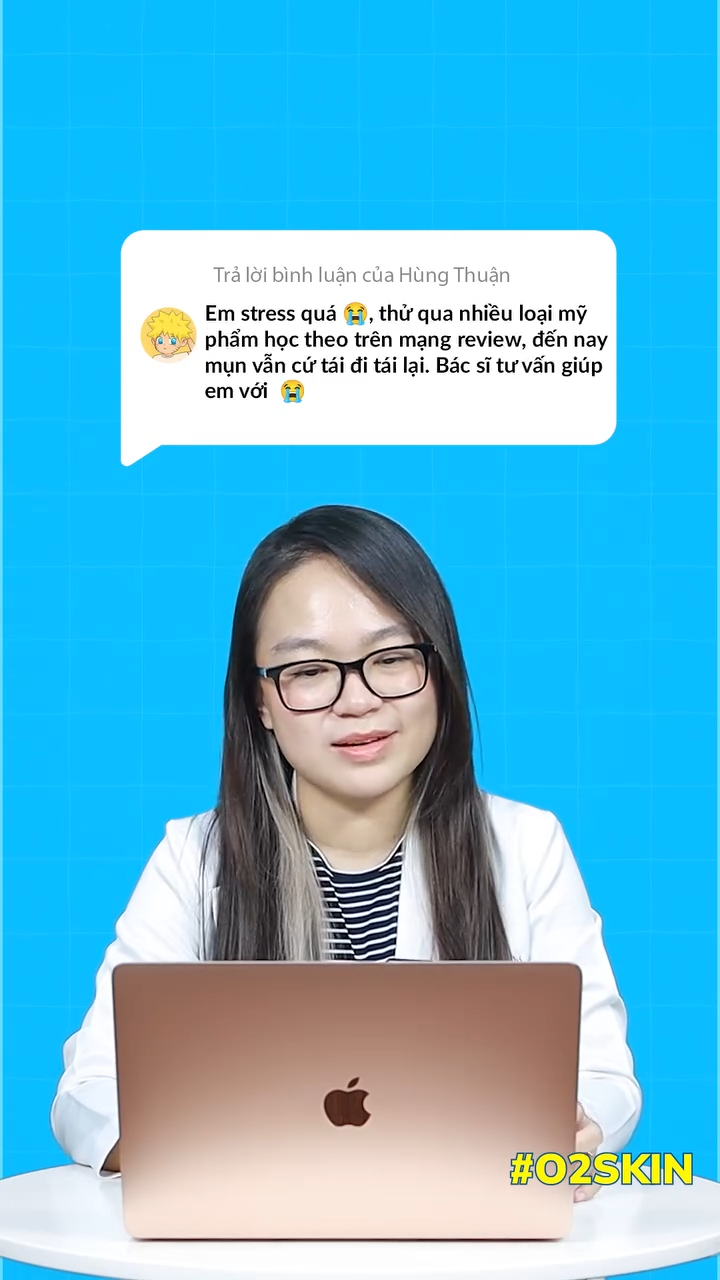 Trả lời bình luận của Hùng Thuận
Em stress quá 😭, thử qua nhiều loại mỹ
phẩm học theo trên mạng review, đến nay
mụn vẫn cứ tái đi tái lại. Bác sĩ tư vấn giúp
em với 😭
#O2SKIN